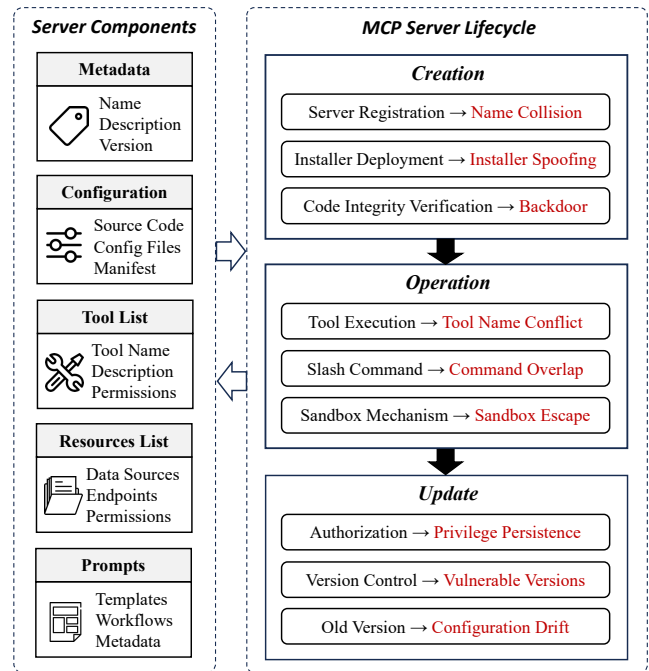 Server Components
Metadata
Name
Description
Version
Configuration
Source Code
Config Files
Manifest
Tool List
Tool Name
Description
Permissions
Resources List
Data Sources
Endpoints
Permissions
Prompts
Templates
Workflows
Metadata
MCP Server Lifecycle
Creation
Server Registration → Name Collision
Installer Deployment → Installer Spoofing
Code Integrity Verification → Backdoor
Operation
Tool Execution → Tool Name Conflict
Slash Command → Command Overlap
Sandbox Mechanism → Sandbox Escape
Update
Authorization → Privilege Persistence
Version Control → Vulnerable Versions
Old Version → Configuration Drift